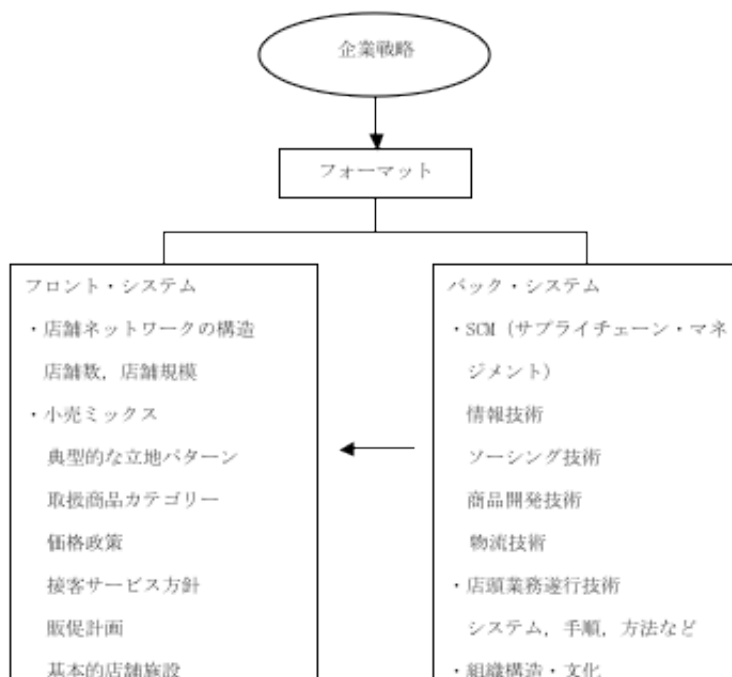 企業戦略
フォーマット
フロント・システム
・店舗ネットワークの構造
店舗数，店舗規模
・小売ミックス
典型的な立地パターン
取扱商品カテゴリー
価格政策
接客サービス方針
販促計画
基本的店舗施設
バック・システム
・SCM（サプライチェーン・マネ
ジメント）
情報技術
ソーシング技術
商品開発技術
物流技術
・店頭業務遂行技術
システム，手順，方法など
・組織構造・文化